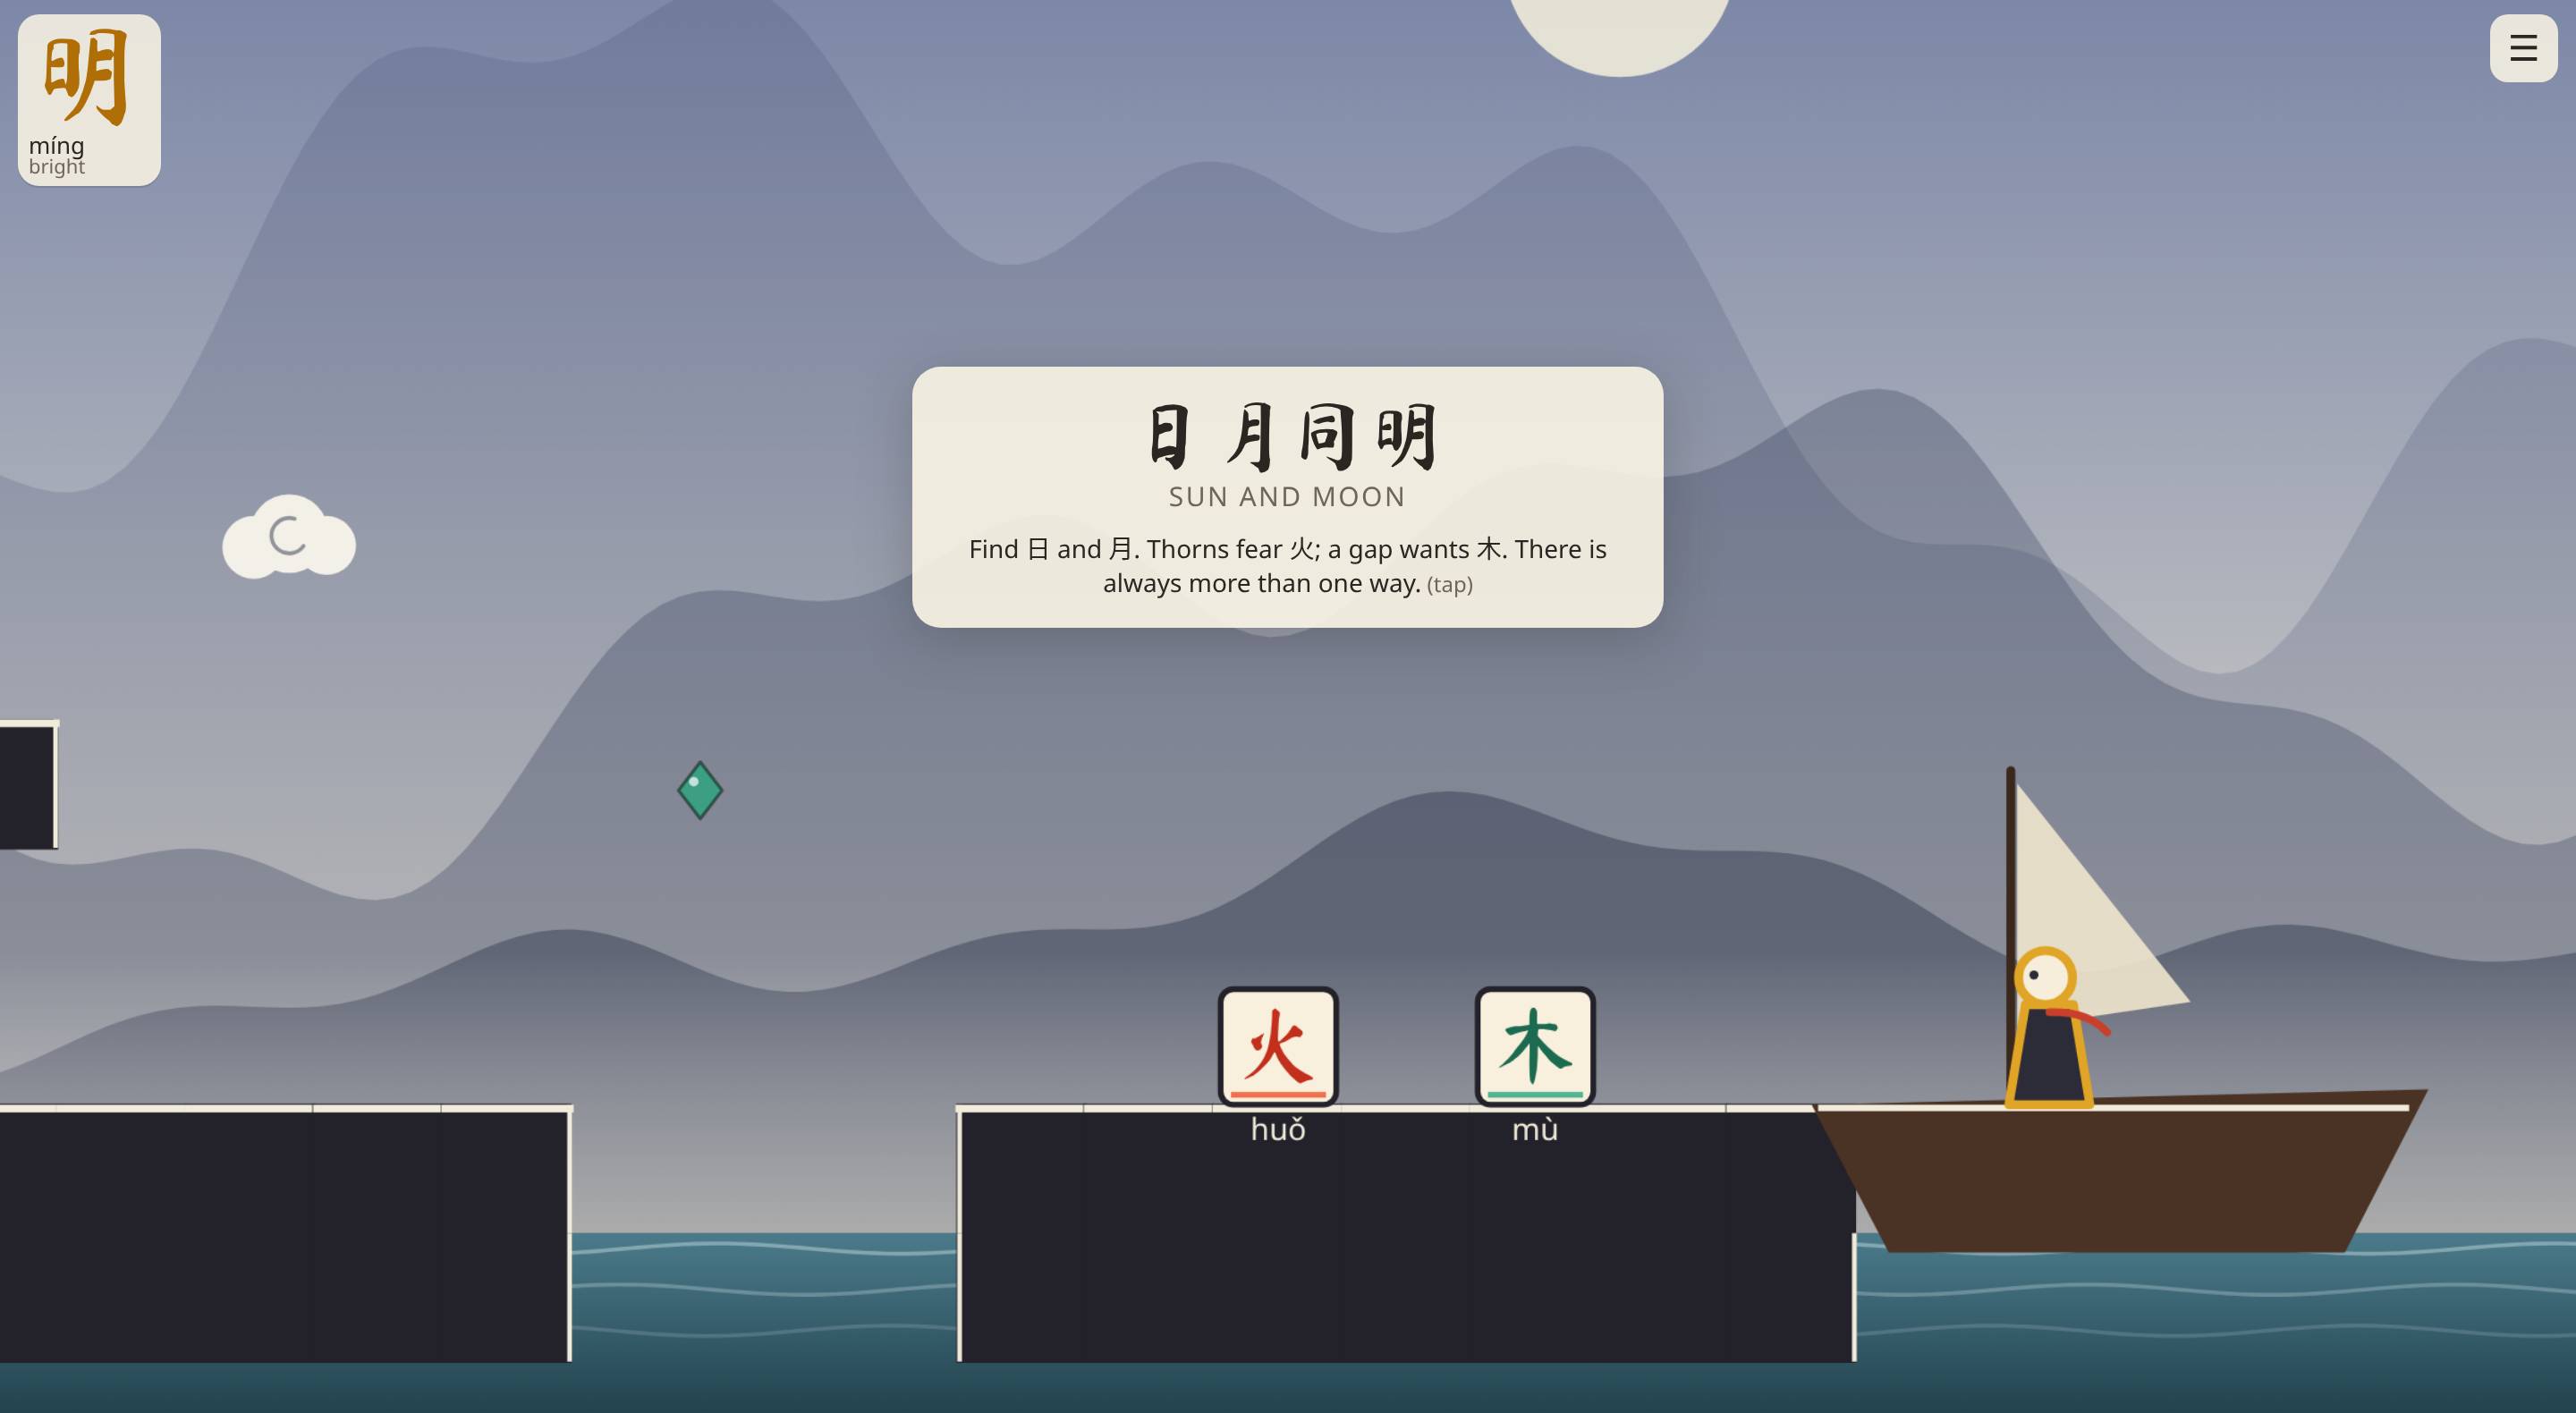 明
míng
bright
☰
日月同明
SUN AND MOON
Find 日 and 月. Thorns fear 火; a gap wants 木. There is
always more than one way. (tap)
火
木
huǒ
mù